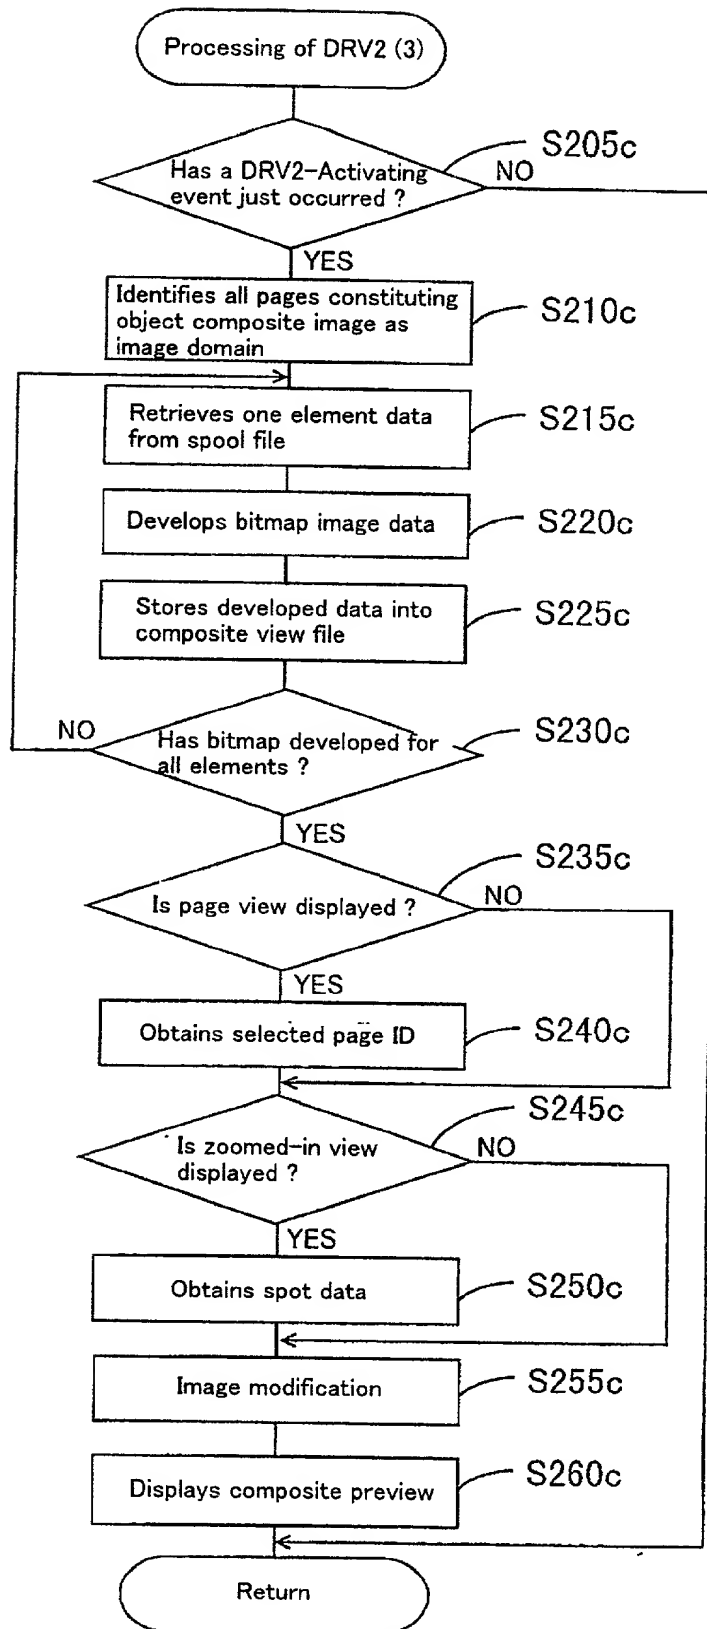 Processing of DRV2 (3)
S205c
Has a DRV2-Activating
event just occurred ?
NO
YES
Identifies all pages constituting
object composite image as
image domain
S210c
Retrieves one element data
from spool file
S215c
Develops bitmap image data
S220c
Stores developed data into
composite view file
S225c
NO
Has bitmap developed for
all elements ?
S230c
YES
S235c
Is page view displayed ?
NO
YES
Obtains selected page ID
S240c
S245c
Is zoomed-in view
displayed ?
NO
YES
Obtains spot data
S250c
Image modification
S255c
Displays composite preview
S260c
Return